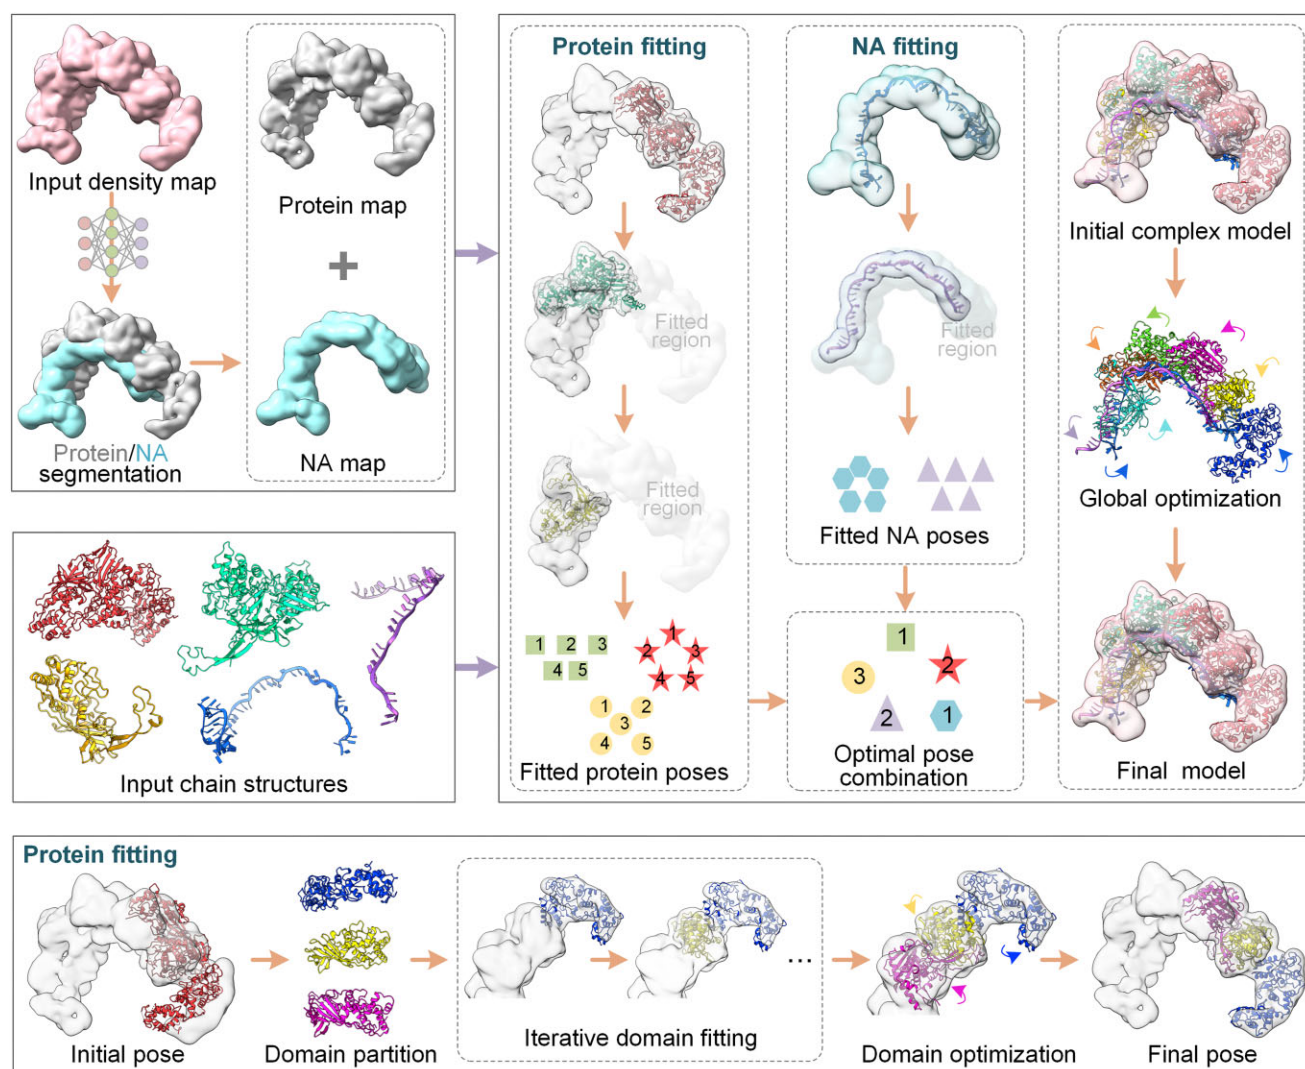 Input density map
Protein map
+
Protein/NA
segmentation
NA map
Input chain structures
Protein fitting
Fitted
region
Fitted
region
1 2 3
4 5
1
2 3
4 5
1 2
3
4 5
Fitted protein poses
NA fitting
Fitted
region
Fitted NA poses
1
3 2
2 1
Optimal pose
combination
Initial complex model
Global optimization
Final model
Protein fitting
Initial pose
Domain partition
...
Iterative domain fitting
Domain optimization
Final pose